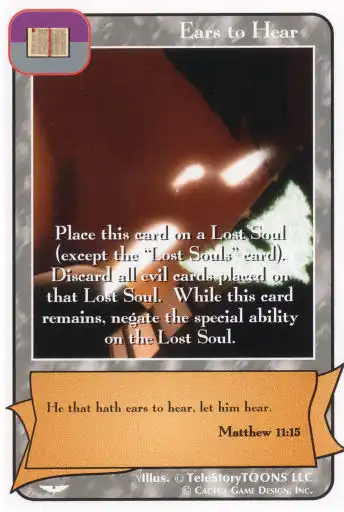 Ears to Hear
Place this card on a Lost Soul
(except the "Lost Souls" card).
Discard all evil cards placed on
that Lost Soul. While this card
remains, negate the special ability
on the Lost Soul.
He that hath ears to hear, let him hear.
Matthew 11:15
Illus. © TeleStoryTOONS LLC
© Cactus Game Design, Inc.